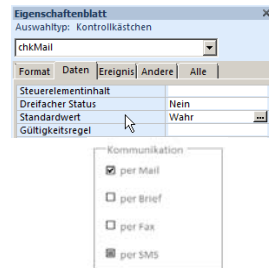 Eigenschaftenblatt
Auswahltyp: Kontrollkästchen
chkMail
Format Daten Ereignis Andere Alle
Steuerelementinhalt
Dreifacher Status Nein
Standardwert Wahr ...
Gültigkeitsregel
Kommunikation
per Mail
per Brief
per Fax
per SMS